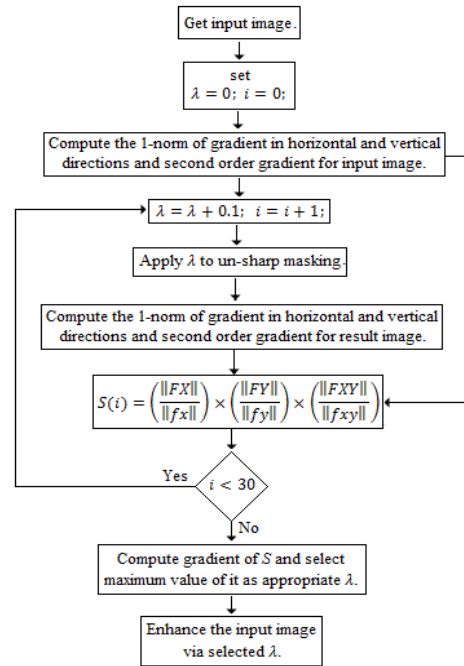 Get input image.
set
λ = 0; i = 0;
Compute the 1-norm of gradient in horizontal and vertical
directions and second order gradient for input image.
λ = λ + 0.1; i = i + 1;
Apply λ to un-sharp masking.
Compute the 1-norm of gradient in horizontal and vertical
directions and second order gradient for result image.
S(i) = (‖FX‖/‖fx‖) × (‖FY‖/‖fy‖) × (‖FXY‖/‖fxy‖)
Yes
i < 30
No
Compute gradient of S and select
maximum value of it as appropriate λ.
Enhance the input image
via selected λ.